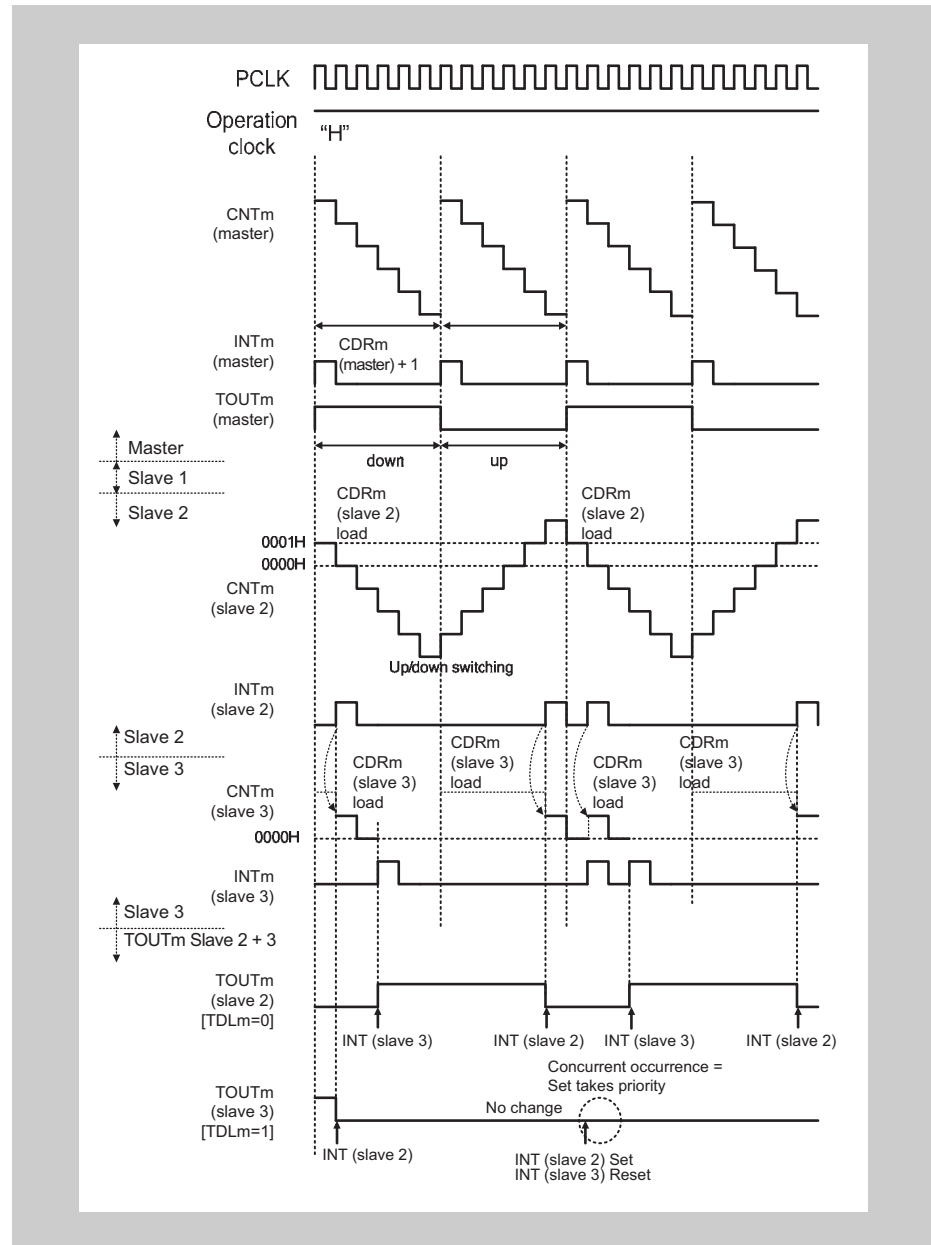 PCLK
Operation
clock
“H”
CNTm
(master)
INTm
(master)
CDRm
(master) + 1
TOUTm
(master)
Master
down
up
Slave 1
Slave 2
CDRm
(slave 2)
load
CDRm
(slave 2)
load
0001H
0000H
CNTm
(slave 2)
Up/down switching
INTm
(slave 2)
Slave 2
Slave 3
CDRm
(slave 3)
load
CDRm
(slave 3)
load
CDRm
(slave 3)
load
CDRm
(slave 3)
load
CNTm
(slave 3)
0000H
INTm
(slave 3)
Slave 3
TOUTm Slave 2 + 3
TOUTm
(slave 2)
[TDLm=0]
INT (slave 3)
INT (slave 2)
INT (slave 3)
INT (slave 2)
Concurrent occurrence =
Set takes priority
TOUTm
(slave 3)
[TDLm=1]
No change
INT (slave 2)
INT (slave 2) Set
INT (slave 3) Reset